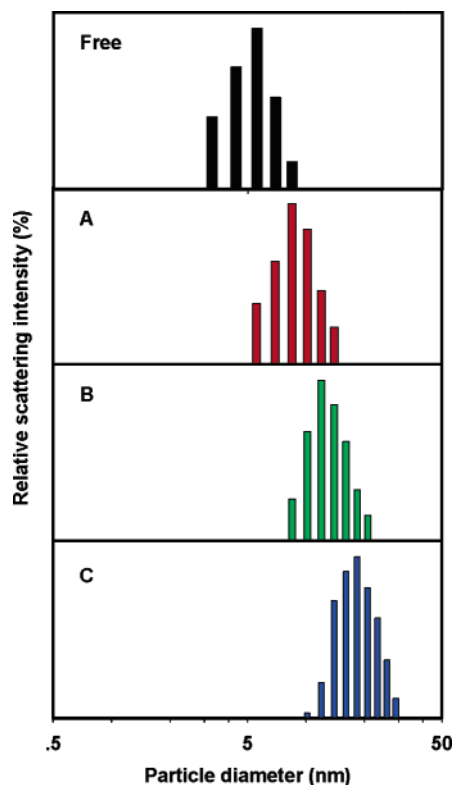 Free
A
B
C
Relative scattering intensity (%)
.5 5 50
Particle diameter (nm)